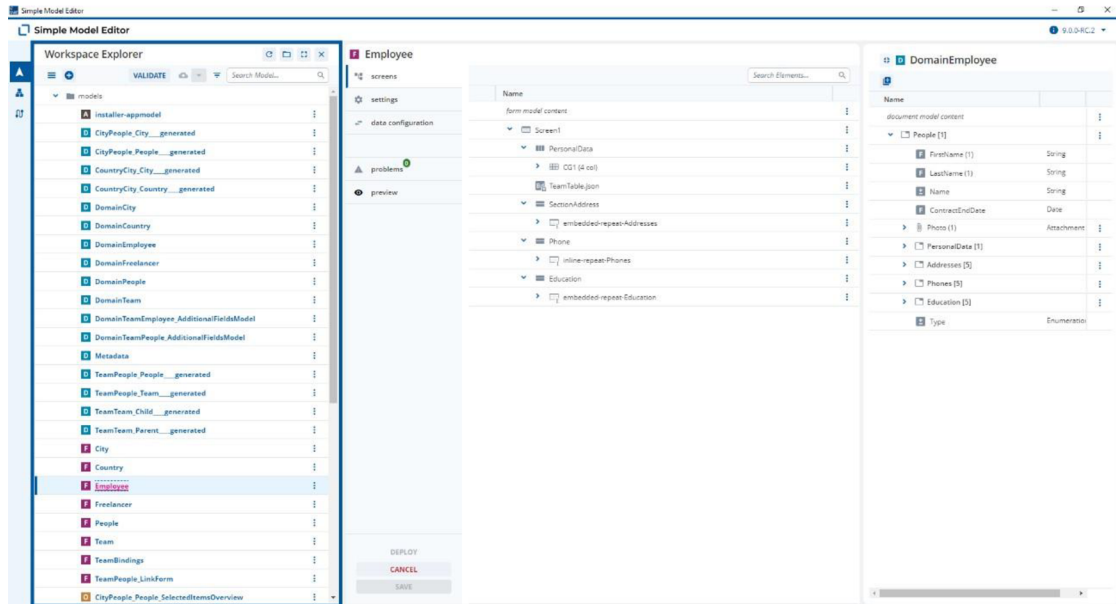 Simple Model Editor
Simple Model Editor
9.0.0-RC.2
Workspace Explorer
VALIDATE
Search Model...
models
A installer-appmodel
D CityPeople_City___generated
D CityPeople_People___generated
D CountryCity_City___generated
D CountryCity_Country___generated
D DomainCity
D DomainCountry
D DomainEmployee
D DomainFreelancer
D DomainPeople
D DomainTeam
D DomainTeamEmployee_AdditionalFieldsModel
D DomainTeamPeople_AdditionalFieldsModel
D Metadata
D TeamPeople_People___generated
D TeamPeople_Team___generated
D TeamTeam_Child___generated
D TeamTeam_Parent___generated
F City
F Country
F Employee
F Freelancer
F People
F Team
F TeamBindings
F TeamPeople_LinkForm
O CityPeople_People_SelectedItemsOverview
F Employee
screens
settings
data configuration
problems 0
preview
DEPLOY
CANCEL
SAVE
Search Elements...
Name
form model content
Screen1
PersonalData
CG1 (4 col)
TeamTable.json
SectionAddress
embedded-repeat-Addresses
Phone
inline-repeat-Phones
Education
embedded-repeat-Education
D DomainEmployee
Name
document model content
People [1]
F FirstName (1) String
F LastName (1) String
Name String
F ContractEndDate Date
Photo (1) Attachment
PersonalData [1]
Addresses [5]
Phones [5]
Education [5]
Type Enumeration